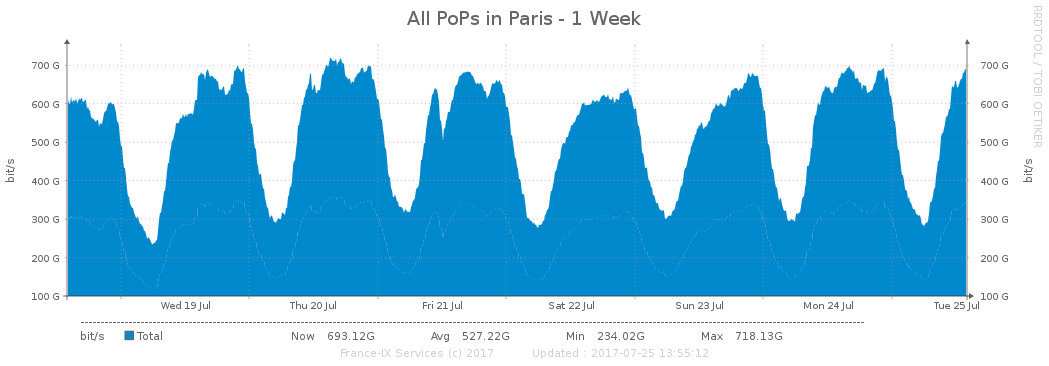 All PoPs in Paris - 1 Week
RRDTOOL / TOBI OETIKER
bit/s
700 G
600 G
500 G
400 G
300 G
200 G
100 G
700 G
600 G
500 G
400 G
300 G
200 G
100 G
bit/s
Wed 19 Jul Thu 20 Jul Fri 21 Jul Sat 22 Jul Sun 23 Jul Mon 24 Jul Tue 25 Jul
bit/s Total Now 693.12G Avg 527.22G Min 234.02G Max 718.13G
France-IX Services (c) 2017 Updated : 2017-07-25 13:55:12